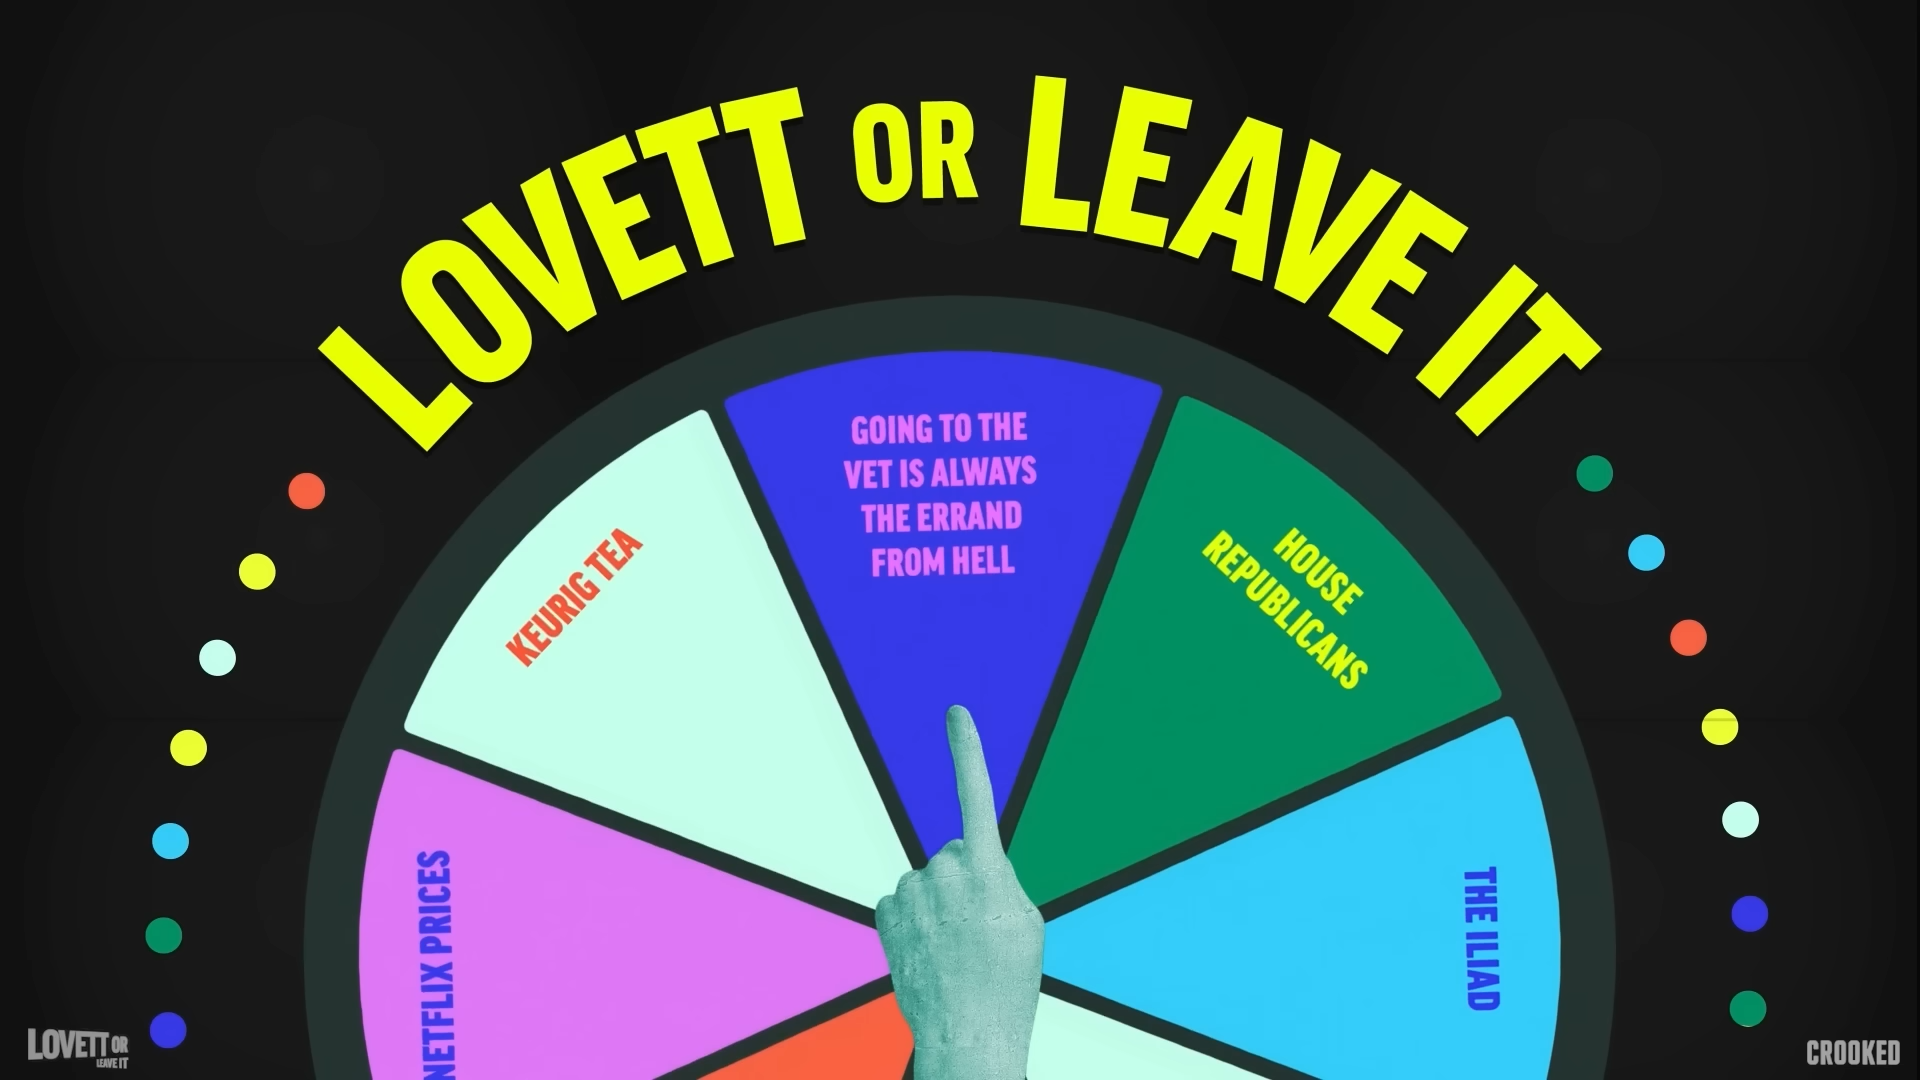 LOVETT OR LEAVE IT
GOING TO THE
VET IS ALWAYS
THE ERRAND
FROM HELL
KEURIG TEA
HOUSE
REPUBLICANS
NETFLIX PRICES
THE ILIAD
LOVETT OR
LEAVE IT
CROOKED